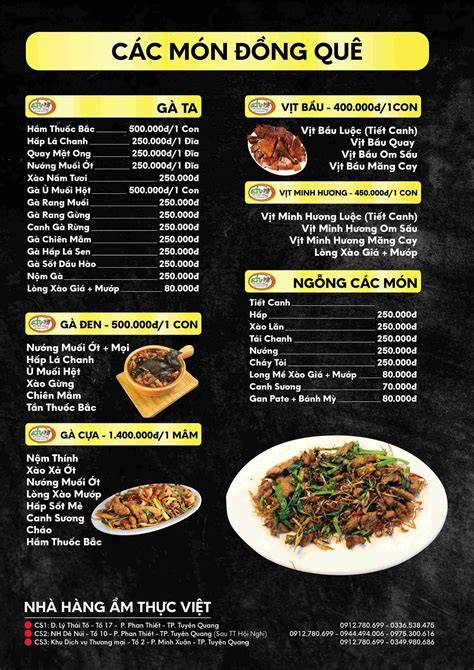 CÁC MÓN ĐỒNG QUÊ
GÀ TA
Hầm Thuốc Bắc 500.000đ/1 Con
Hấp Lá Chanh 250.000đ/1 Đĩa
Quay Mật Ong 250.000đ/1 Đĩa
Nướng Muối Ớt 250.000đ/1 Đĩa
Xào Nấm Tươi 250.000đ
Gà Ủ Muối Hột 500.000đ/1 Con
Gà Rang Muối 250.000đ
Gà Rang Gừng 250.000đ
Canh Gà Rừng 250.000đ
Gà Chiên Mắm 250.000đ
Gà Hấp Lá Sen 250.000đ
Gà Sốt Dầu Hào 250.000đ
Nộm Gà 250.000đ
Lòng Xào Giá + Mướp 80.000đ
GÀ ĐEN - 500.000đ/1 CON
Nướng Muối Ớt + Mọi
Hấp Lá Chanh
Ủ Muối Hột
Xào Gừng
Chiên Mắm
Tần Thuốc Bắc
GÀ CỰA - 1.400.000đ/1 MÂM
Nộm Thính
Xào Xả Ớt
Nướng Muối Ớt
Lòng Xào Mướp
Hấp Sốt Mẻ
Canh Sương
Cháo
Hầm Thuốc Bắc
VỊT BẦU - 400.000đ/1CON
Vịt Bầu Luộc (Tiết Canh)
Vịt Bầu Quay
Vịt Bầu Om Sấu
Vịt Bầu Măng Cay
VỊT MINH HƯƠNG - 450.000đ/1 CON
Vịt Minh Hương Luộc (Tiết Canh)
Vịt Minh Hương Om Sấu
Vịt Minh Hương Măng Cay
Lòng Xào Giá + Mướp
NGỖNG CÁC MÓN
Tiết Canh
Hấp 250.000đ
Xào Lăn 250.000đ
Tái Chanh 250.000đ
Nướng 250.000đ
Cháy Tỏi 250.000đ
Long Mề Xào Giá + Mướp 80.000đ
Canh Sương 70.000đ
Gan Pate + Bánh Mỳ 80.000đ
NHÀ HÀNG ẨM THỰC VIỆT
CS1: Đ. Lý Thái Tổ - Tổ 17 - P. Phan Thiết - TP. Tuyên Quang 0912.780.699 - 0336.538.475
CS2: NH Dê Núi - Tổ 10 - P. Phan Thiết - TP. Tuyên Quang (Sau TT Hội Nghị) 0912.780.699 - 0944.494.006 - 0975.300.616
CS3: Khu Dịch vụ Thương mại - Tổ 2 - P. Minh Xuân - TP. Tuyên Quang 0912.780.699 - 0349.980.686